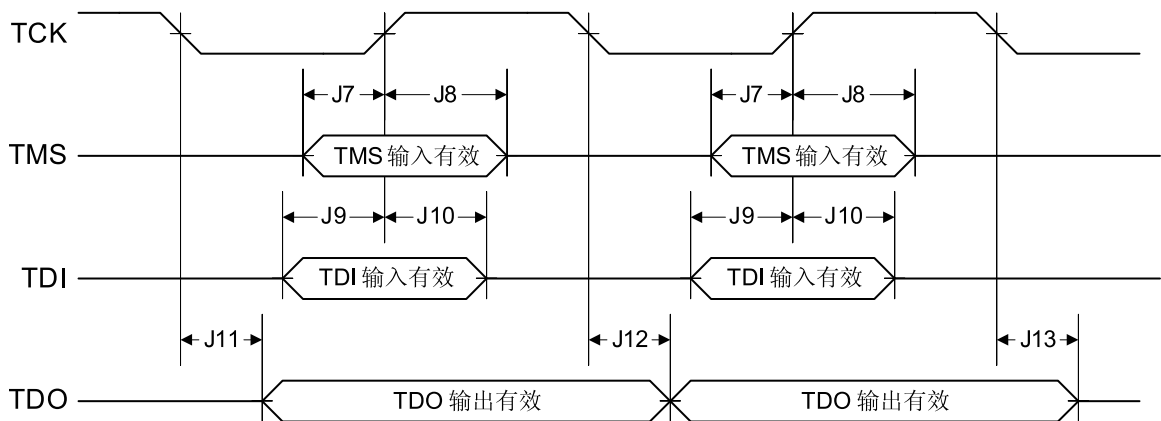 TCK
J7 J8 J7 J8
TMS TMS 输入有效 TMS 输入有效
J9 J10 J9 J10
TDI TDI 输入有效 TDI 输入有效
J11 J12 J13
TDO TDO 输出有效 TDO 输出有效